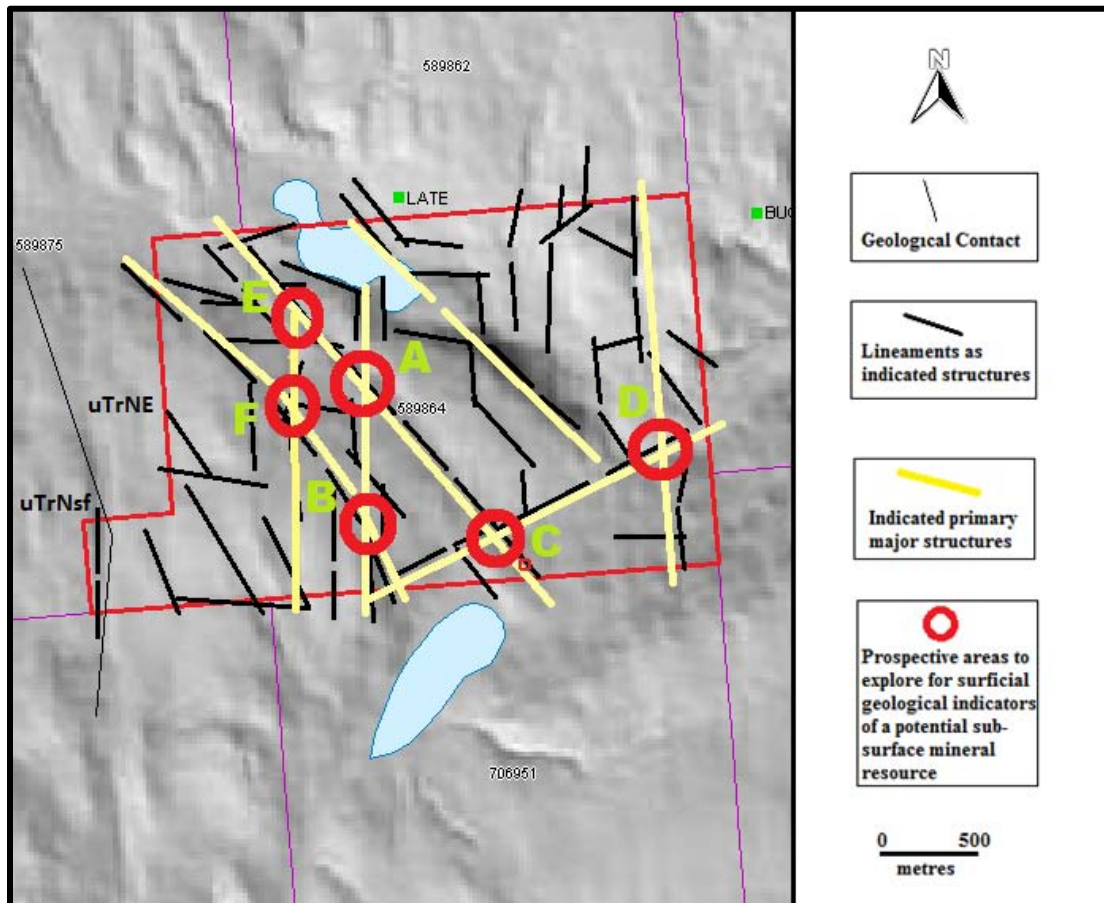 589862
LATE
BUC
589875
E
A
uTrNE
F
589864
D
uTrNsf
B
C
706951
N
Geological Contact
Lineaments as
indicated structures
Indicated primary
major structures
Prospective areas to
explore for surficial
geological indicators
of a potential sub-
surface mineral
resource
0 500
metres